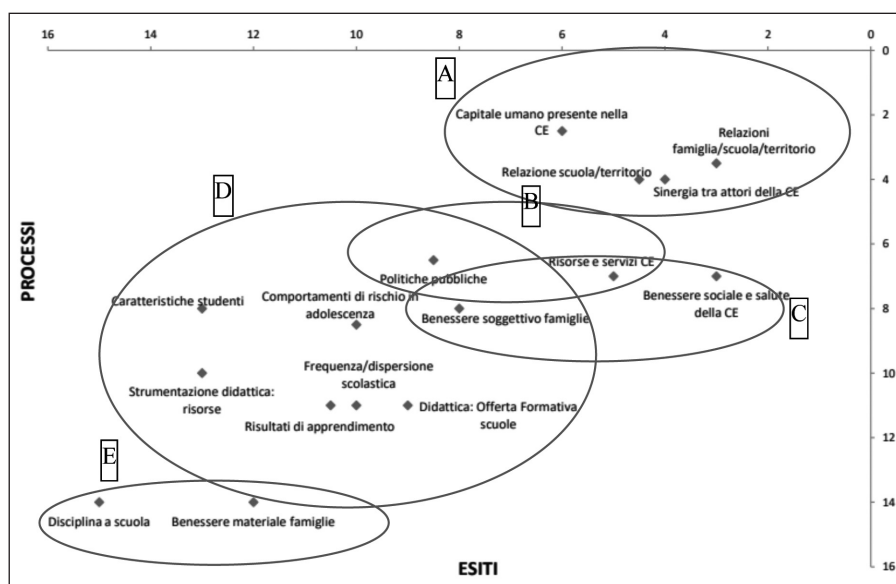 16 14 12 10 8 6 4 2 0
0
A
Capitale umano presente nella
CE
2
Relazioni
famiglia/scuola/territorio
Relazione scuola/territorio
4
Sinergia tra attori della CE
D
B
6
PROCESSI
Politiche pubbliche
Risorse e servizi CE
Caratteristiche studenti
Comportamenti di rischio in
adolescenza
Benessere soggettivo famiglie
Benessere sociale e salute
della CE
C
8
10
Strumentazione didattica:
risorse
Frequenza/dispersione
scolastica
Risultati di apprendimento
Didattica: Offerta Formativa
scuole
12
E
14
Disciplina a scuola
Benessere materiale famiglie
16
ESITI